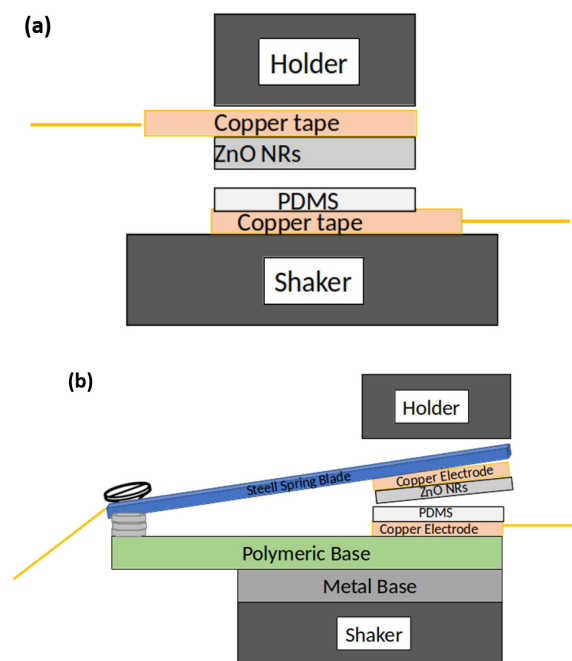 (a)
Holder
Copper tape
ZnO NRs
PDMS
Copper tape
Shaker
(b)
Holder
Steell Spring Blade
Copper Electrode
ZnO NRs
PDMS
Copper Electrode
Polymeric Base
Metal Base
Shaker